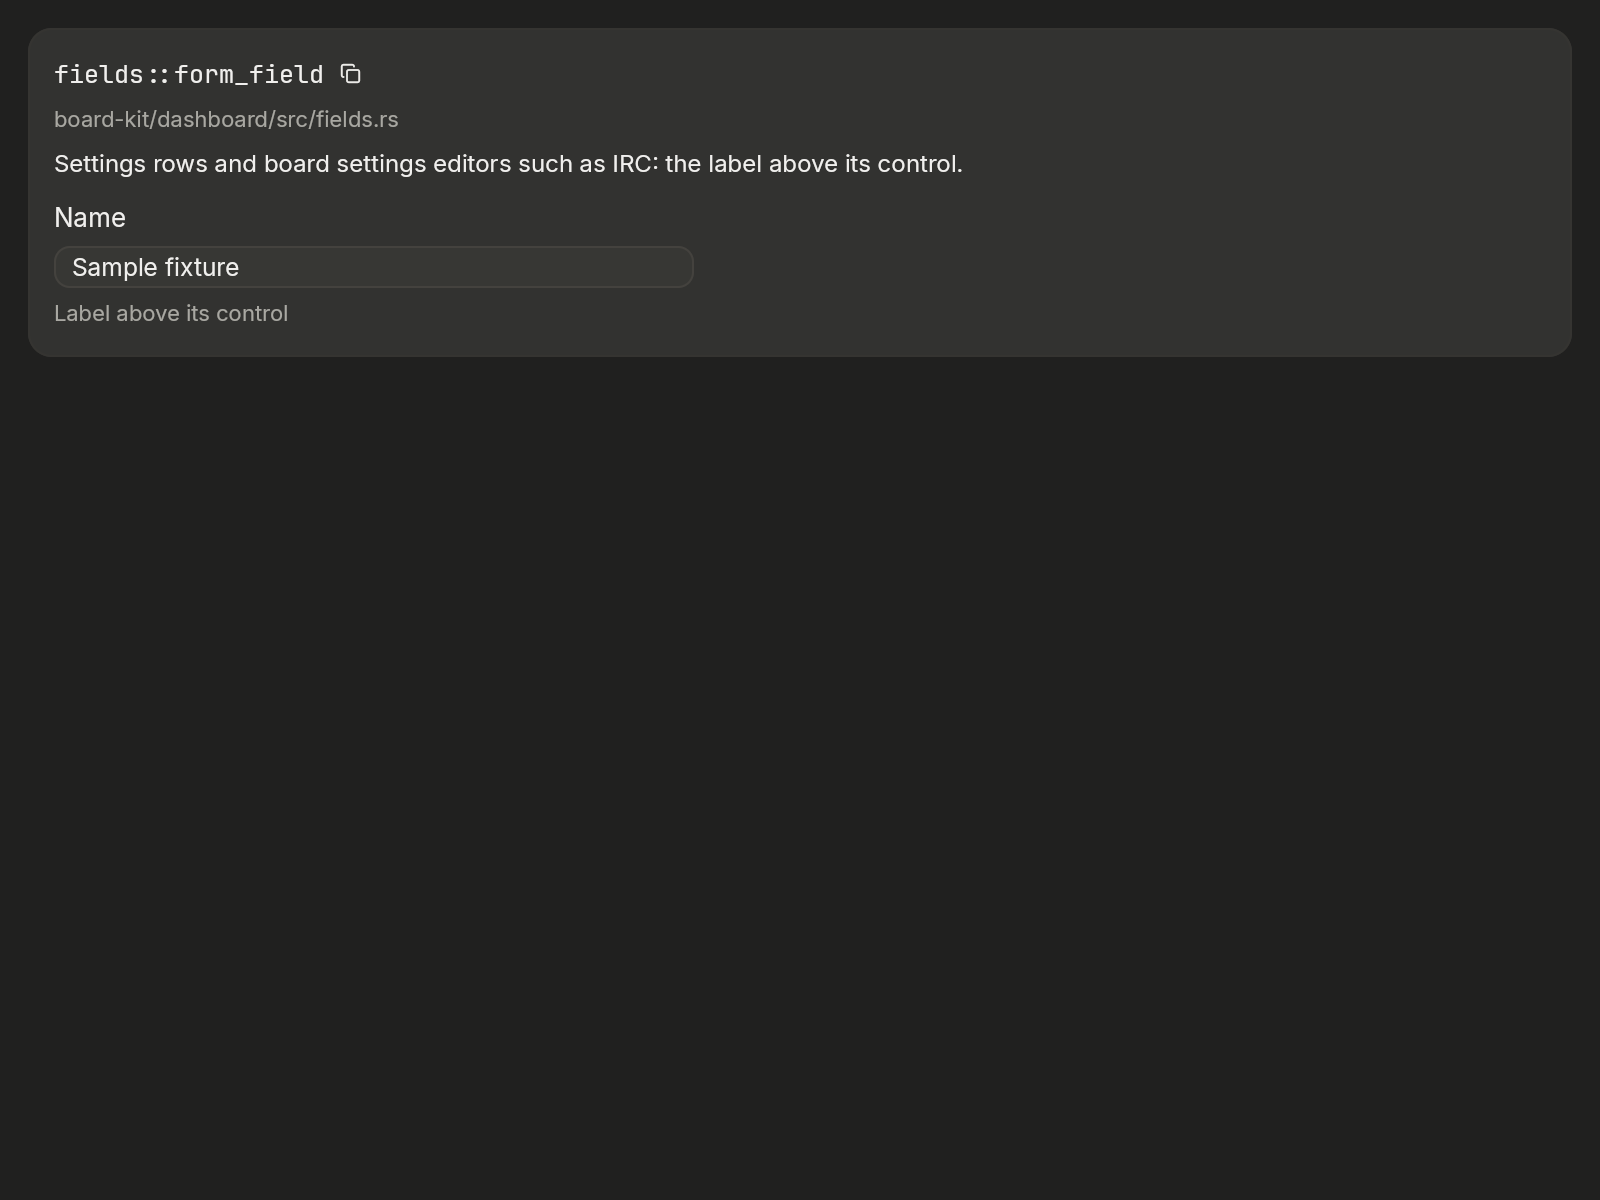 fields::form_field
board-kit/dashboard/src/fields.rs
Settings rows and board settings editors such as IRC: the label above its control.
Name
Sample fixture
Label above its control